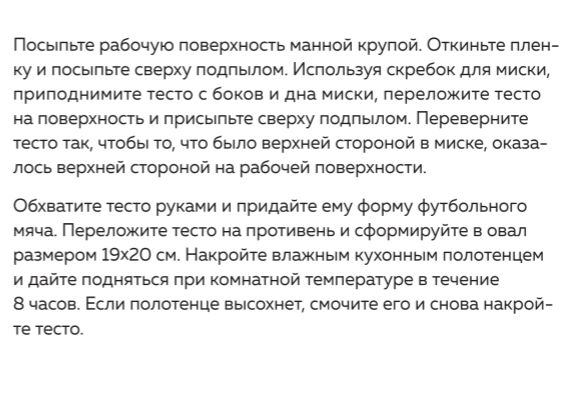 Посыпьте рабочую поверхность манной крупой. Откиньте плен-
ку и посыпьте сверху подпылом. Используя скребок для миски,
приподнимите тесто с боков и дна миски, переложите тесто
на поверхность и присыпьте сверху подпылом. Переверните
тесто так, чтобы то, что было верхней стороной в миске, оказа-
лось верхней стороной на рабочей поверхности.
Обхватите тесто руками и придайте ему форму футбольного
мяча. Переложите тесто на противень и сформируйте в овал
размером 19x20 см. Накройте влажным кухонным полотенцем
и дайте подняться при комнатной температуре в течение
8 часов. Если полотенце высохнет, смочите его и снова накрой-
те тесто.